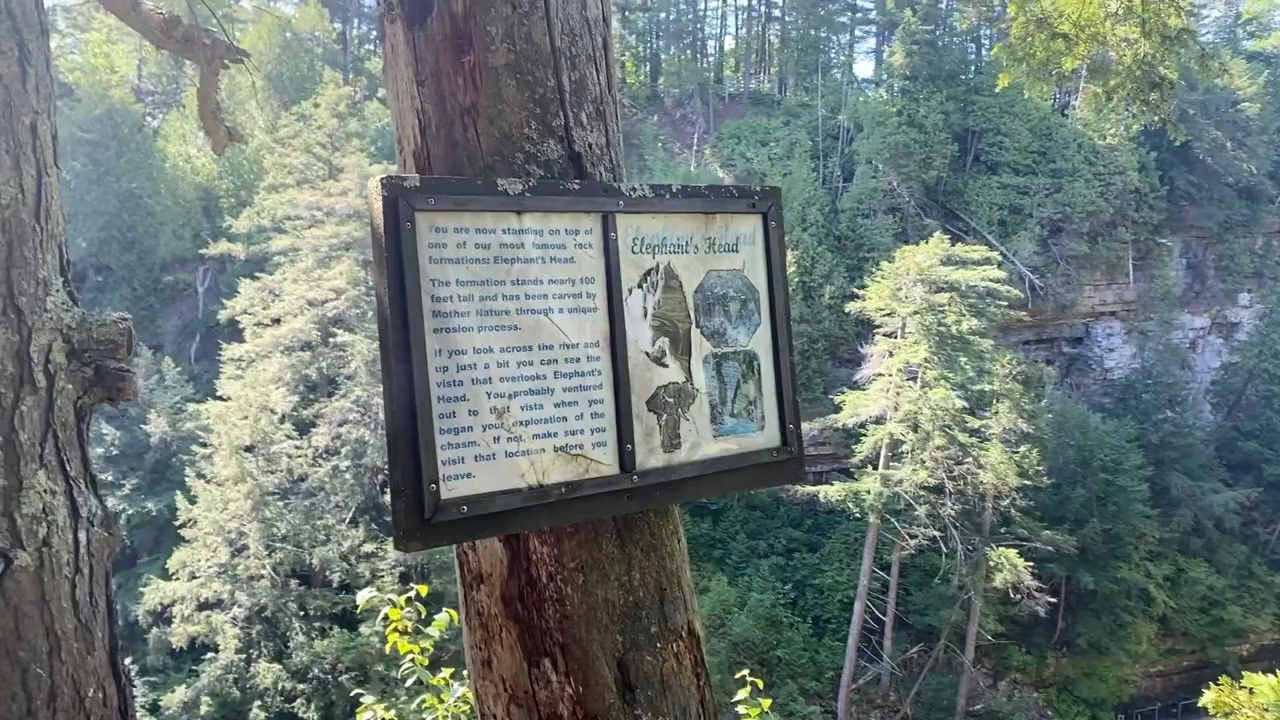 You are now standing on top of
one of our most famous rock
formations: Elephant's Head.
The formation stands nearly 100
feet tall and has been carved by
Mother Nature through a unique
erosion process.
If you look across the river and
up just a bit you can see the
vista that overlooks Elephant's
Head. You probably ventured
out to that vista when you
began your exploration of the
chasm. If not, make sure you
visit that location before you
leave.
Elephant's Head